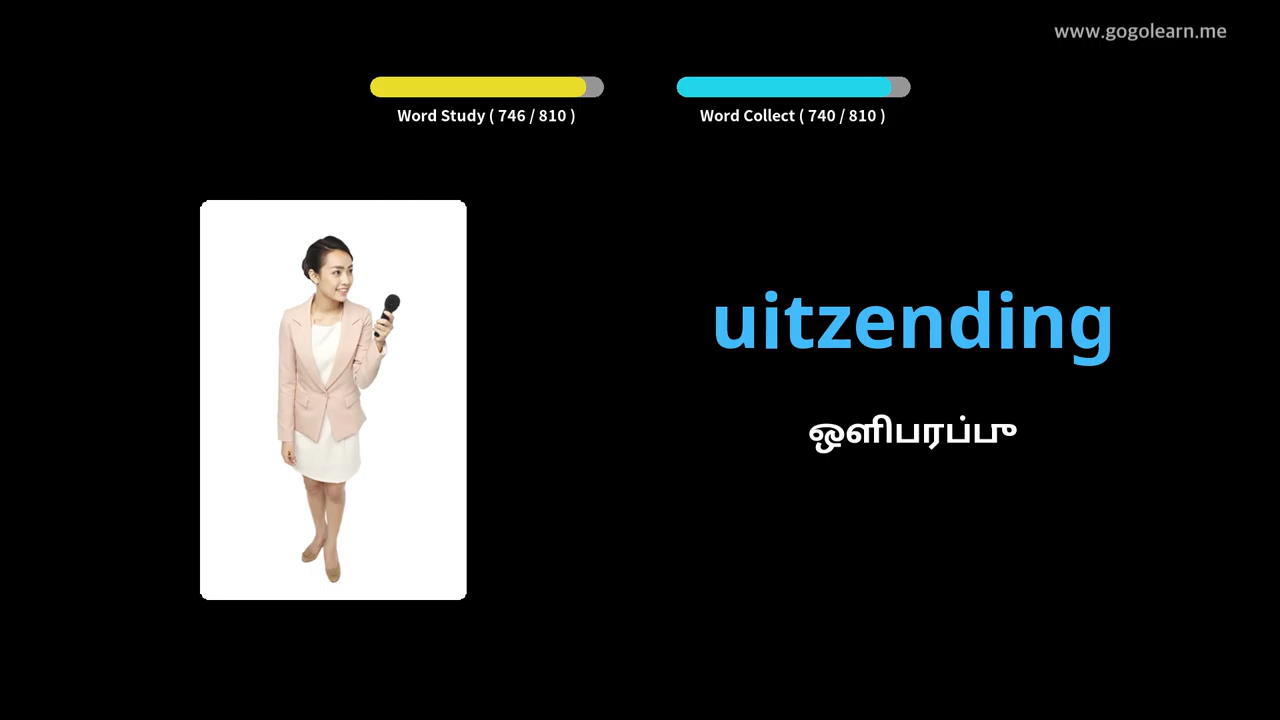 www.gogolearn.me
Word Study ( 746 / 810 )
Word Collect ( 740 / 810 )
uitzending
ஒளிபரப்பு